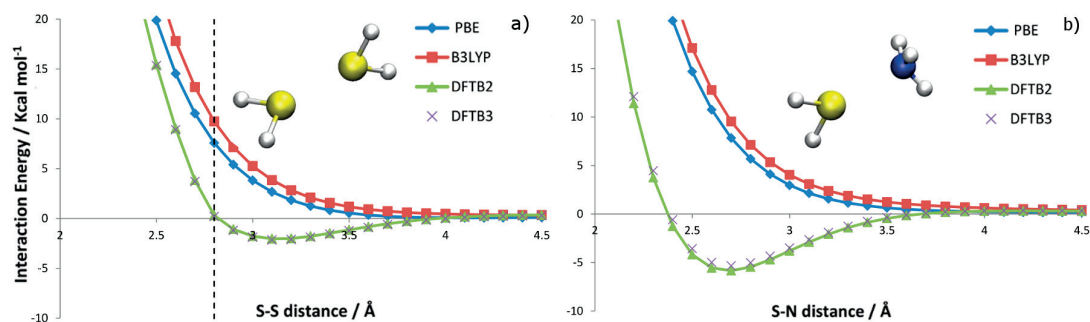 a)
Interaction Energy / Kcal mol-1
20
15
10
5
0
-5
-10
2
2.5
3
3.5
4
4.5
PBE
B3LYP
DFTB2
DFTB3
S-S distance / Å
b)
20
15
10
5
0
-5
-10
2
2.5
3
3.5
4
4.5
PBE
B3LYP
DFTB2
DFTB3
S-N distance / Å